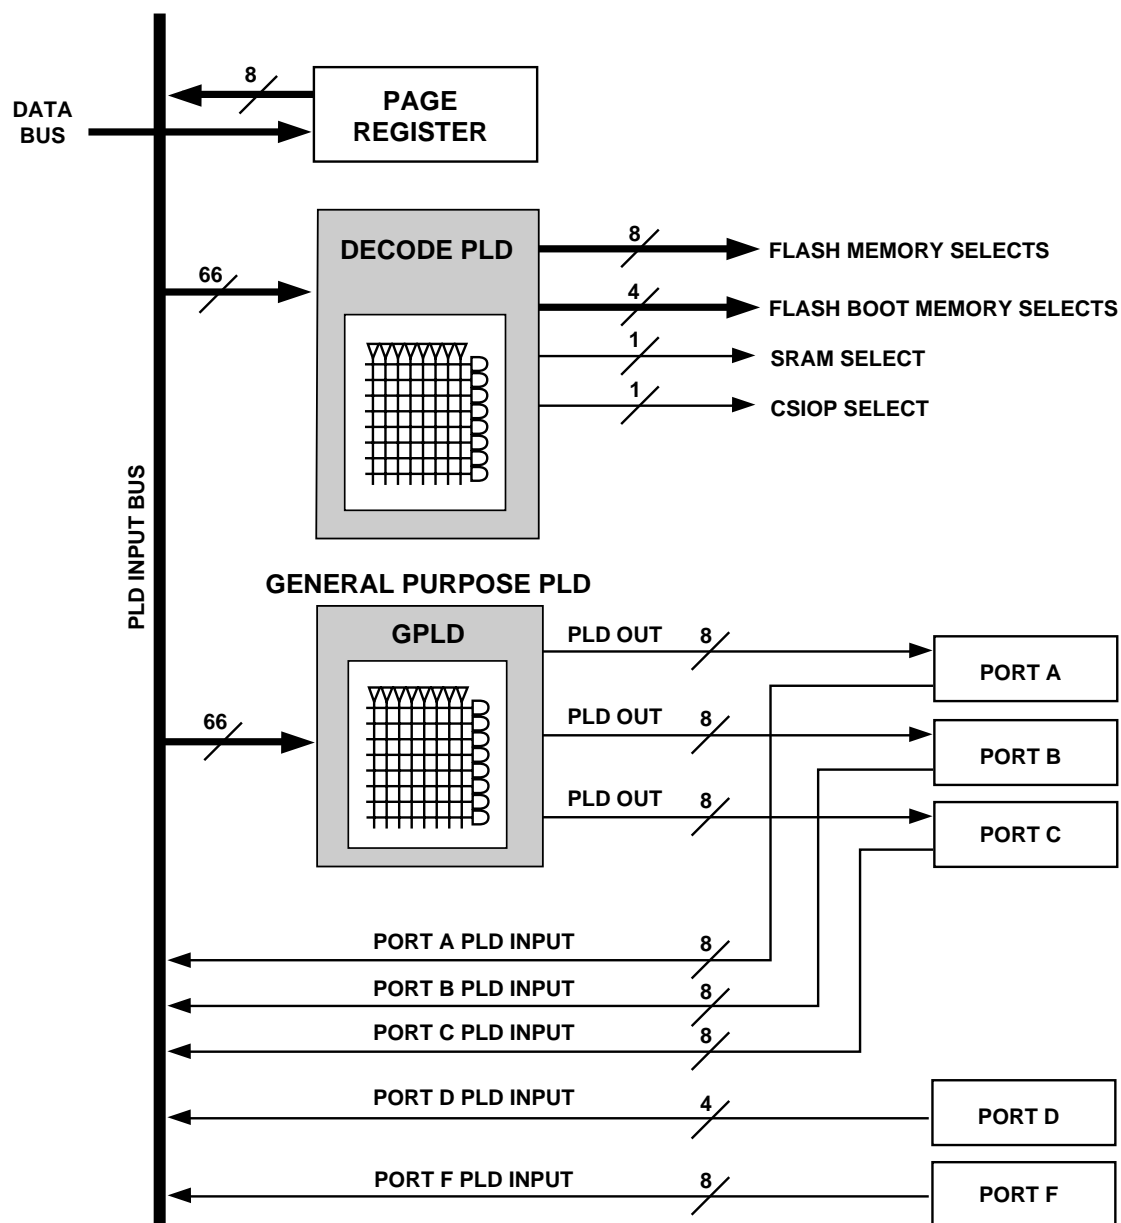 8
PAGE
REGISTER
DATA
BUS
DECODE PLD
8
FLASH MEMORY SELECTS
66
4
FLASH BOOT MEMORY SELECTS
1
SRAM SELECT
1
CSIOP SELECT
PLD INPUT BUS
GENERAL PURPOSE PLD
GPLD
PLD OUT 8
PORT A
66
PLD OUT 8
PORT B
PLD OUT 8
PORT C
PORT A PLD INPUT 8
PORT B PLD INPUT 8
PORT C PLD INPUT 8
PORT D PLD INPUT 4
PORT D
PORT F PLD INPUT 8
PORT F